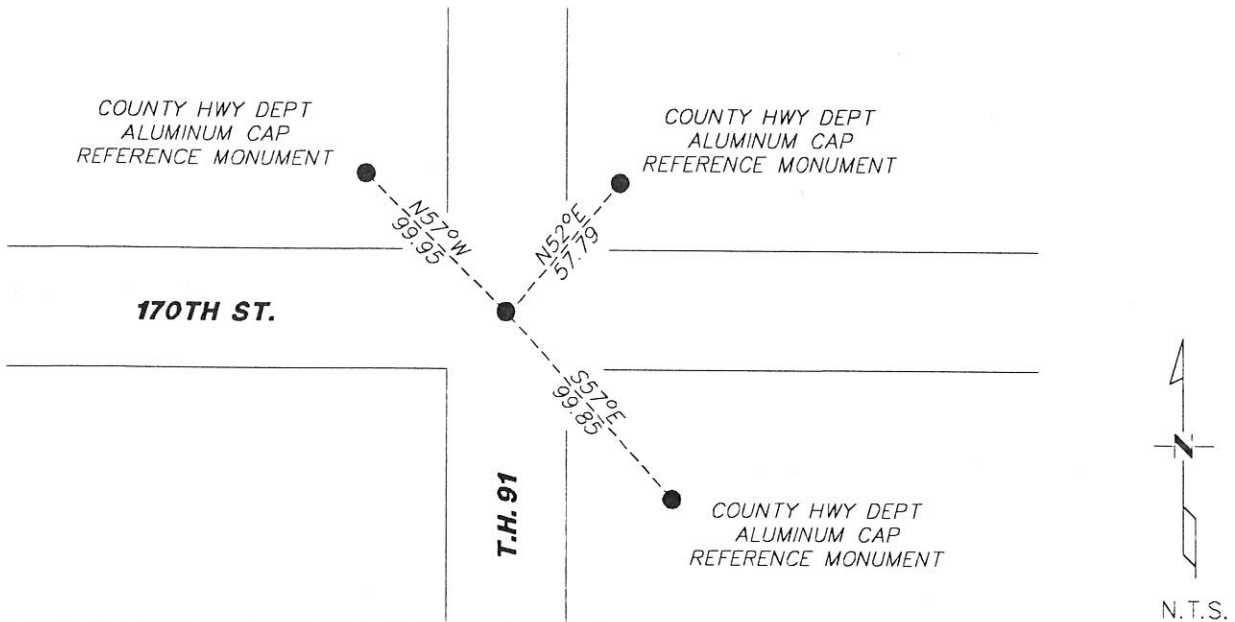 COUNTY HWY DEPT
ALUMINUM CAP
REFERENCE MONUMENT
COUNTY HWY DEPT
ALUMINUM CAP
REFERENCE MONUMENT
N57°W
99.95
N52°E
57.79
170TH ST.
S57°E
99.85
T.H. 91
COUNTY HWY DEPT
ALUMINUM CAP
REFERENCE MONUMENT
N
N.T.S.